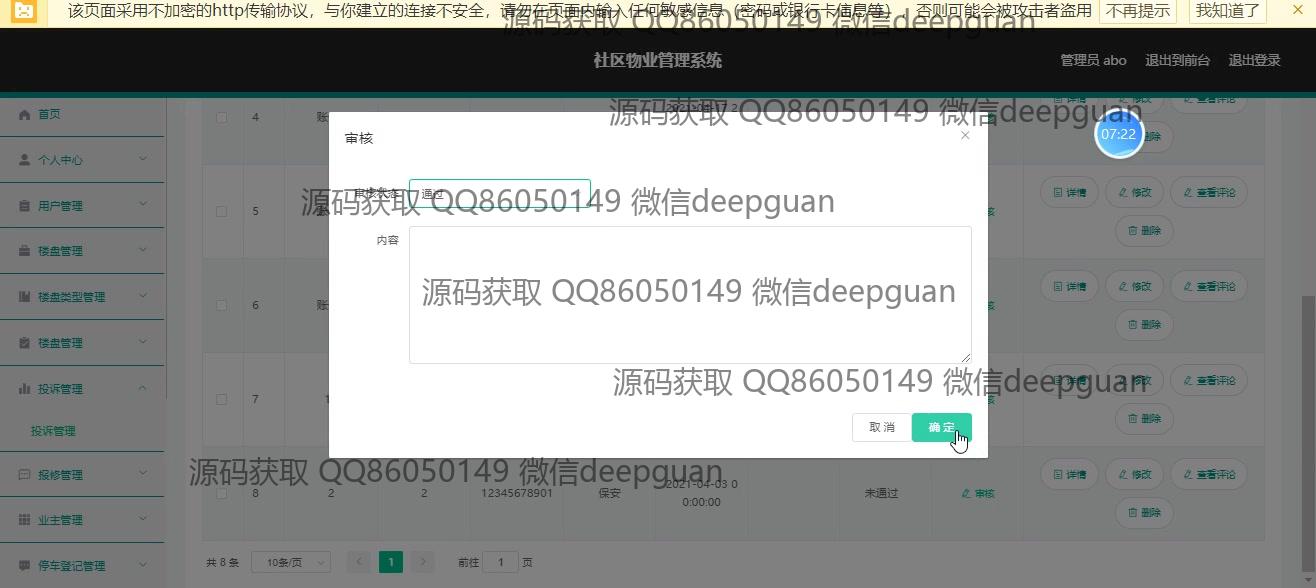 该页面采用不加密的http传输协议，与你建立的连接不安全，请勿在页面内输入任何敏感信息（密码或银行卡信息等），否则可能会被攻击者盗用 不再提示 我知道了
源码获取 QQ86050149 微信deepguan
社区物业管理系统 管理员 abo 退出到前台 退出登录
源码获取 QQ86050149 微信deepguan
首页 4 账 详情 修改 查看评论
07:22
审核 删除
个人中心
审核状态 通过
源码获取 QQ86050149 微信deepguan
用户管理 5 核 详情 修改 查看评论
删除
内容
楼盘管理
源码获取 QQ86050149 微信deepguan
楼盘类型管理 6 账 核 详情 修改 查看评论
删除
楼盘管理
源码获取 QQ86050149 微信deepguan
投诉管理 7 核 详情 修改 查看评论
删除
取消 确定
投诉管理
源码获取 QQ86050149 微信deepguan
报修管理 详情 修改 查看评论
8 2 2 12345678901 保安 2021-04-03 0 未通过 审核
0:00:00
删除
业主管理
共 8 条 10条/页 1 前往 1 页
停车登记管理